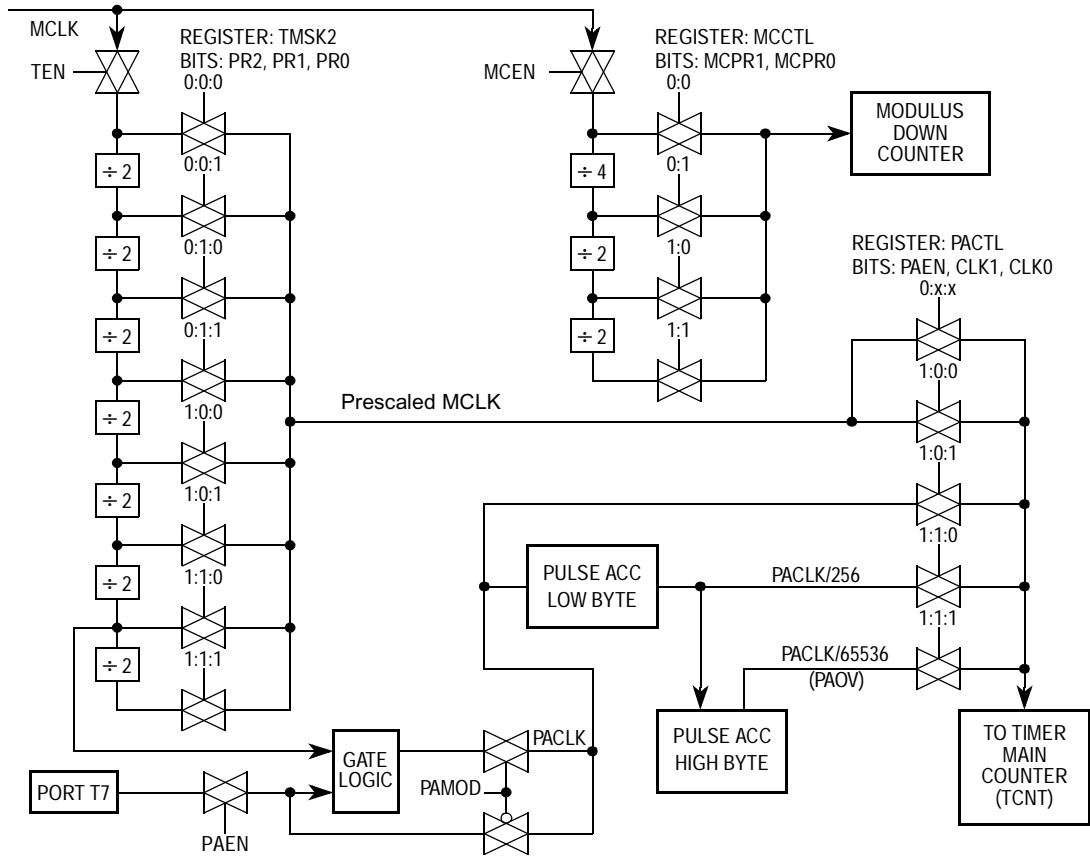 MCLK
TEN
REGISTER: TMSK2
BITS: PR2, PR1, PR0
0:0:0
÷ 2
0:0:1
÷ 2
0:1:0
÷ 2
0:1:1
÷ 2
1:0:0
÷ 2
1:0:1
÷ 2
1:1:0
÷ 2
1:1:1
MCEN
REGISTER: MCCTL
BITS: MCPR1, MCPR0
0:0
÷ 4
0:1
÷ 2
1:0
÷ 2
1:1
MODULUS
DOWN
COUNTER
Prescaled MCLK
REGISTER: PACTL
BITS: PAEN, CLK1, CLK0
0:x:x
1:0:0
1:0:1
1:1:0
1:1:1
PULSE ACC
LOW BYTE
PACLK/256
PACLK/65536
(PAOV)
PULSE ACC
HIGH BYTE
TO TIMER
MAIN
COUNTER
(TCNT)
PORT T7
PAEN
GATE
LOGIC
PACLK
PAMOD